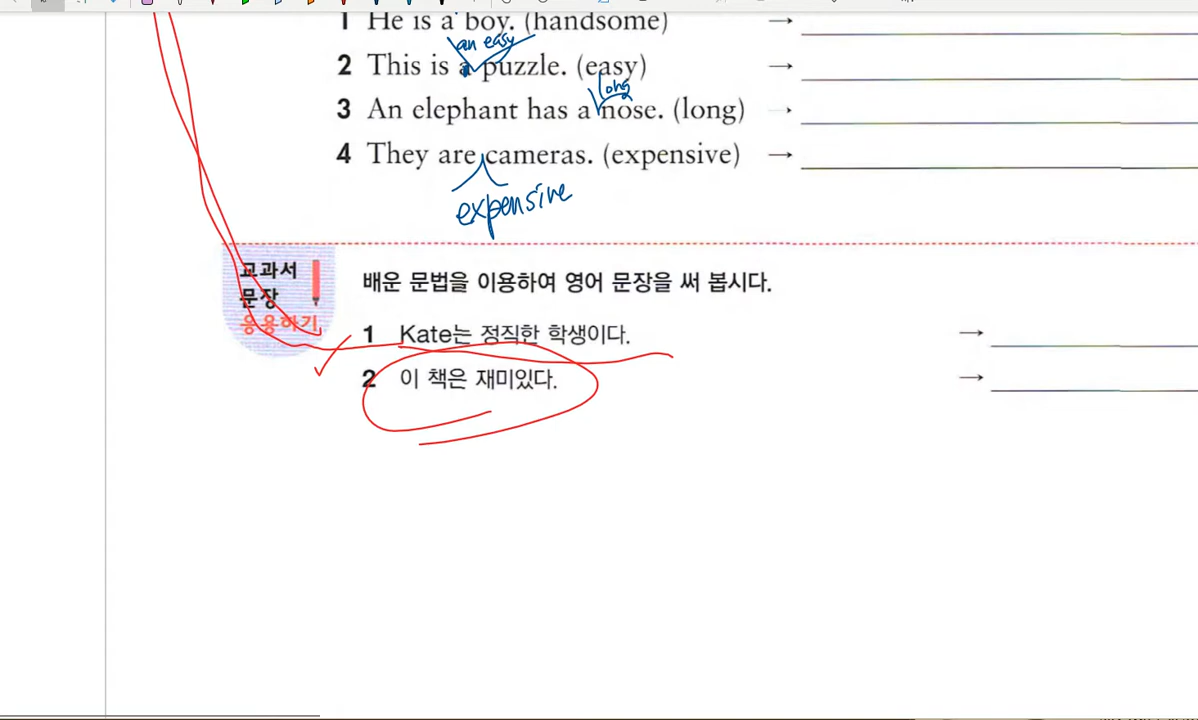 1 He is a boy. (handsome) →
an easy
2 This is a puzzle. (easy) →
long
3 An elephant has a nose. (long) →
4 They are cameras. (expensive) →
expensive
교과서
문장
응용하기
배운 문법을 이용하여 영어 문장을 써 봅시다.
1 Kate는 정직한 학생이다. →
2 이 책은 재미있다. →